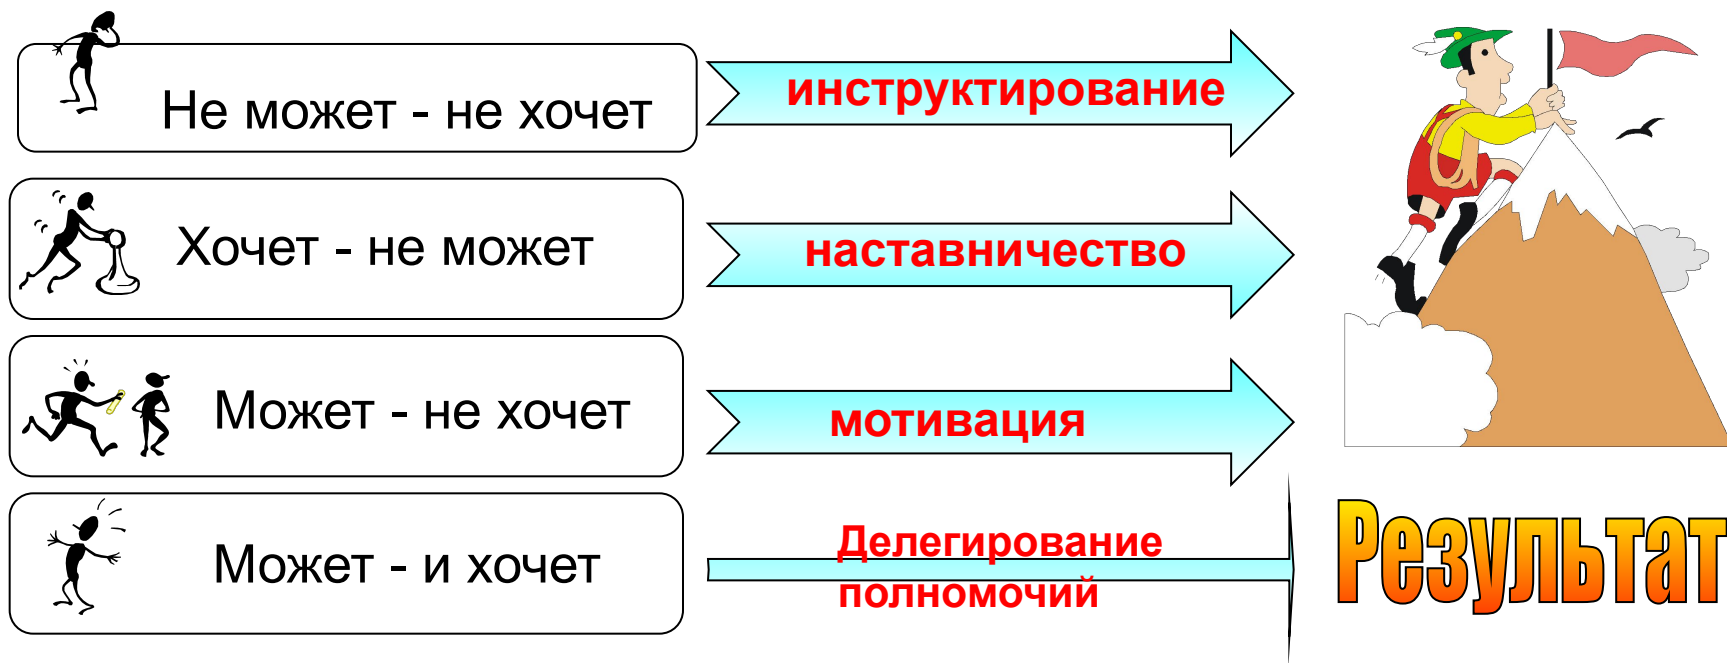 Не может - не хочет
инструктирование
Хочет - не может
наставничество
Может - не хочет
мотивация
Может - и хочет
Делегирование
полномочий
Результат